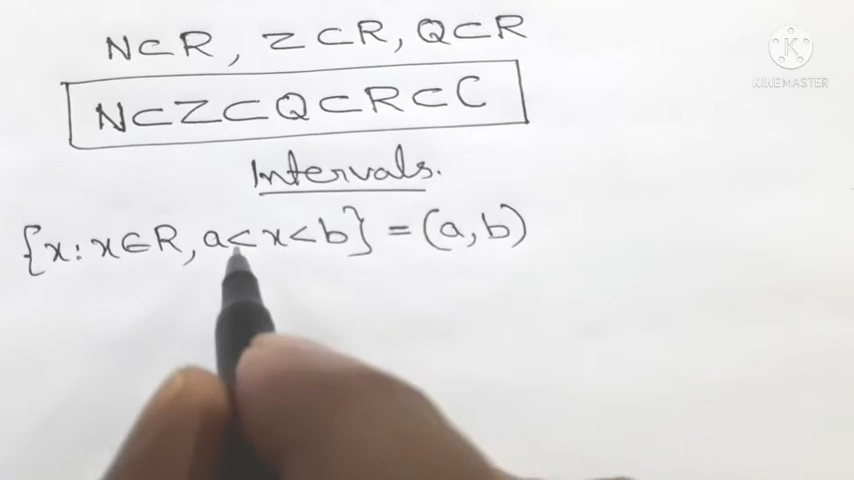 N⊂R, Z⊂R, Q⊂R
N⊂Z⊂Q⊂R⊂C
Intervals.
{x: x∈R, a<x<b} = (a, b)
K
KINEMASTER